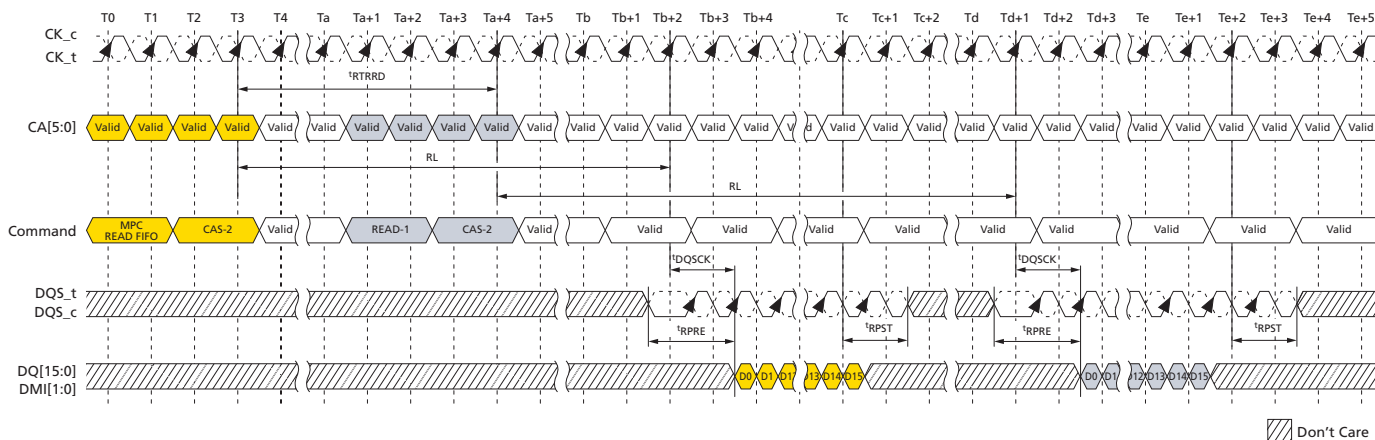 T0 T1 T2 T3 T4 Ta Ta+1 Ta+2 Ta+3 Ta+4 Ta+5 Tb Tb+1 Tb+2 Tb+3 Tb+4 Tc Tc+1 Tc+2 Td Td+1 Td+2 Td+3 Te Te+1 Te+2 Te+3 Te+4 Te+5
CK_c
CK_t
tRTRRD
CA[5:0] Valid Valid Valid Valid Valid Valid Valid Valid Valid Valid Valid Valid Valid Valid Valid Valid Valid Valid Valid Valid Valid Valid Valid Valid Valid Valid Valid Valid
RL
RL
Command MPC READ FIFO CAS-2 Valid READ-1 CAS-2 Valid Valid Valid Valid Valid Valid Valid Valid Valid Valid
tDQSCK tDQSCK
DQS_t
DQS_c
tRPRE tRPST tRPRE tRPST
DQ[15:0]
DMI[1:0]
D0 D1 D13 D14 D15 D0 D1 D12 D13 D14 D15
Don't Care